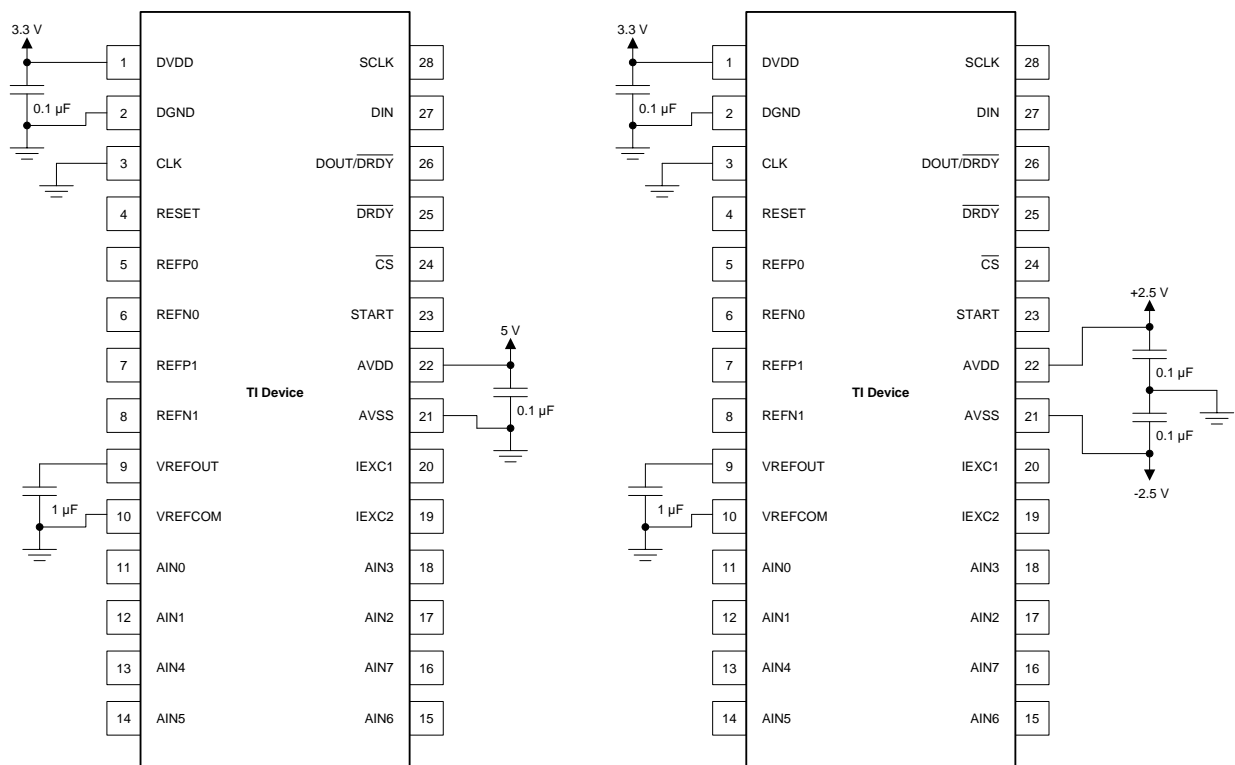 3.3 V
0.1 µF
1 DVDD SCLK 28
2 DGND DIN 27
3 CLK DOUT/DRDY 26
4 RESET DRDY 25
5 REFP0 CS 24
6 REFN0 START 23
7 REFP1 AVDD 22
8 REFN1 AVSS 21
9 VREFOUT IEXC1 20
10 VREFCOM IEXC2 19
11 AIN0 AIN3 18
12 AIN1 AIN2 17
13 AIN4 AIN7 16
14 AIN5 AIN6 15
TI Device
5 V
0.1 µF
1 µF
3.3 V
0.1 µF
1 DVDD SCLK 28
2 DGND DIN 27
3 CLK DOUT/DRDY 26
4 RESET DRDY 25
5 REFP0 CS 24
6 REFN0 START 23
7 REFP1 AVDD 22
8 REFN1 AVSS 21
9 VREFOUT IEXC1 20
10 VREFCOM IEXC2 19
11 AIN0 AIN3 18
12 AIN1 AIN2 17
13 AIN4 AIN7 16
14 AIN5 AIN6 15
TI Device
+2.5 V
0.1 µF
0.1 µF
-2.5 V
1 µF